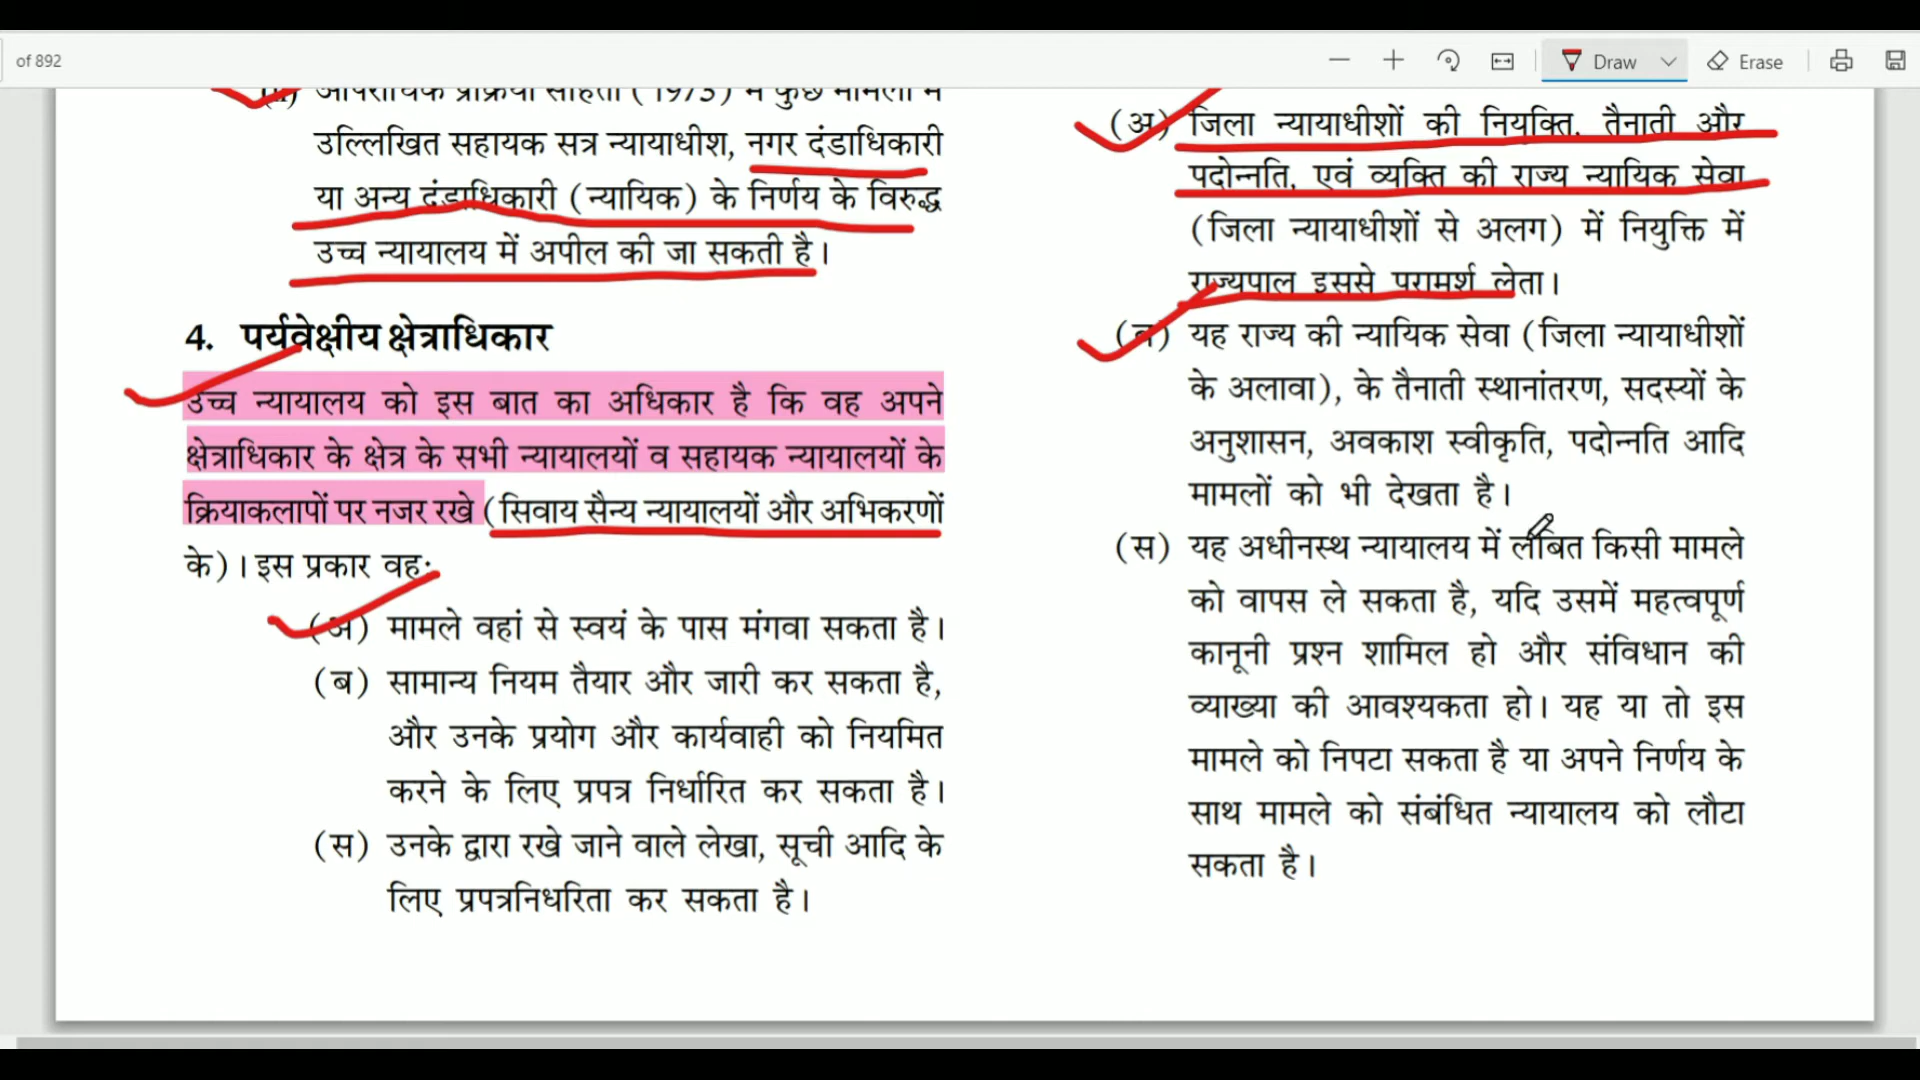 of 892
Draw
Erase
(ii) आपराधिक प्रक्रिया संहिता (1973) में कुछ मामलों में
उल्लिखित सहायक सत्र न्यायाधीश, नगर दंडाधिकारी
या अन्य दंडाधिकारी (न्यायिक) के निर्णय के विरुद्ध
उच्च न्यायालय में अपील की जा सकती है।
4. पर्यवेक्षीय क्षेत्राधिकार
उच्च न्यायालय को इस बात का अधिकार है कि वह अपने
क्षेत्राधिकार के क्षेत्र के सभी न्यायालयों व सहायक न्यायालयों के
क्रियाकलापों पर नजर रखे (सिवाय सैन्य न्यायालयों और अभिकरणों
के)। इस प्रकार वह:
(अ) मामले वहां से स्वयं के पास मंगवा सकता है।
(ब) सामान्य नियम तैयार और जारी कर सकता है,
और उनके प्रयोग और कार्यवाही को नियमित
करने के लिए प्रपत्र निर्धारित कर सकता है।
(स) उनके द्वारा रखे जाने वाले लेखा, सूची आदि के
लिए प्रपत्रनिधरिता कर सकता है।
(अ) जिला न्यायाधीशों की नियुक्ति, तैनाती और
पदोन्नति, एवं व्यक्ति की राज्य न्यायिक सेवा
(जिला न्यायाधीशों से अलग) में नियुक्ति में
राज्यपाल इससे परामर्श लेता।
(ब) यह राज्य की न्यायिक सेवा (जिला न्यायाधीशों
के अलावा), के तैनाती स्थानांतरण, सदस्यों के
अनुशासन, अवकाश स्वीकृति, पदोन्नति आदि
मामलों को भी देखता है।
(स) यह अधीनस्थ न्यायालय में लंबित किसी मामले
को वापस ले सकता है, यदि उसमें महत्वपूर्ण
कानूनी प्रश्न शामिल हो और संविधान की
व्याख्या की आवश्यकता हो। यह या तो इस
मामले को निपटा सकता है या अपने निर्णय के
साथ मामले को संबंधित न्यायालय को लौटा
सकता है।